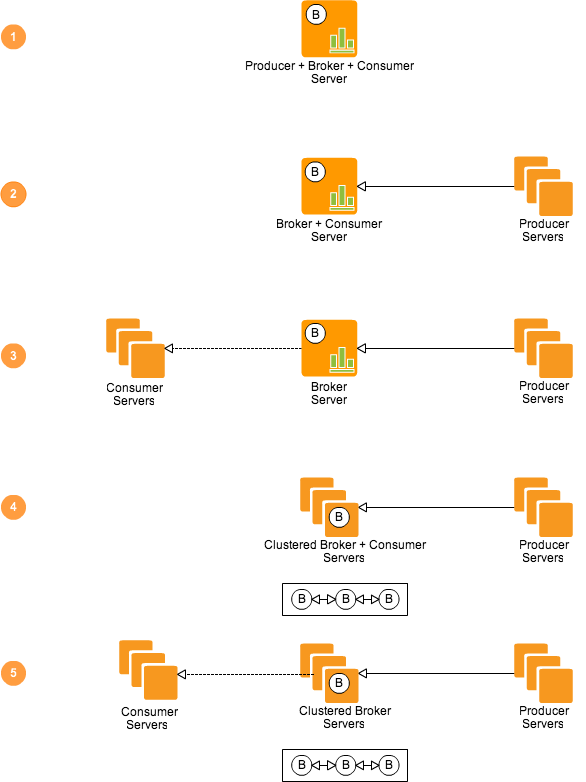 B
1
Producer + Broker + Consumer
Server
B
2
Broker + Consumer
Server
Producer
Servers
B
3
Consumer
Servers
Broker
Server
Producer
Servers
4
B
Clustered Broker + Consumer
Servers
Producer
Servers
B B B
5
B
Consumer
Servers
Clustered Broker
Servers
Producer
Servers
B B B